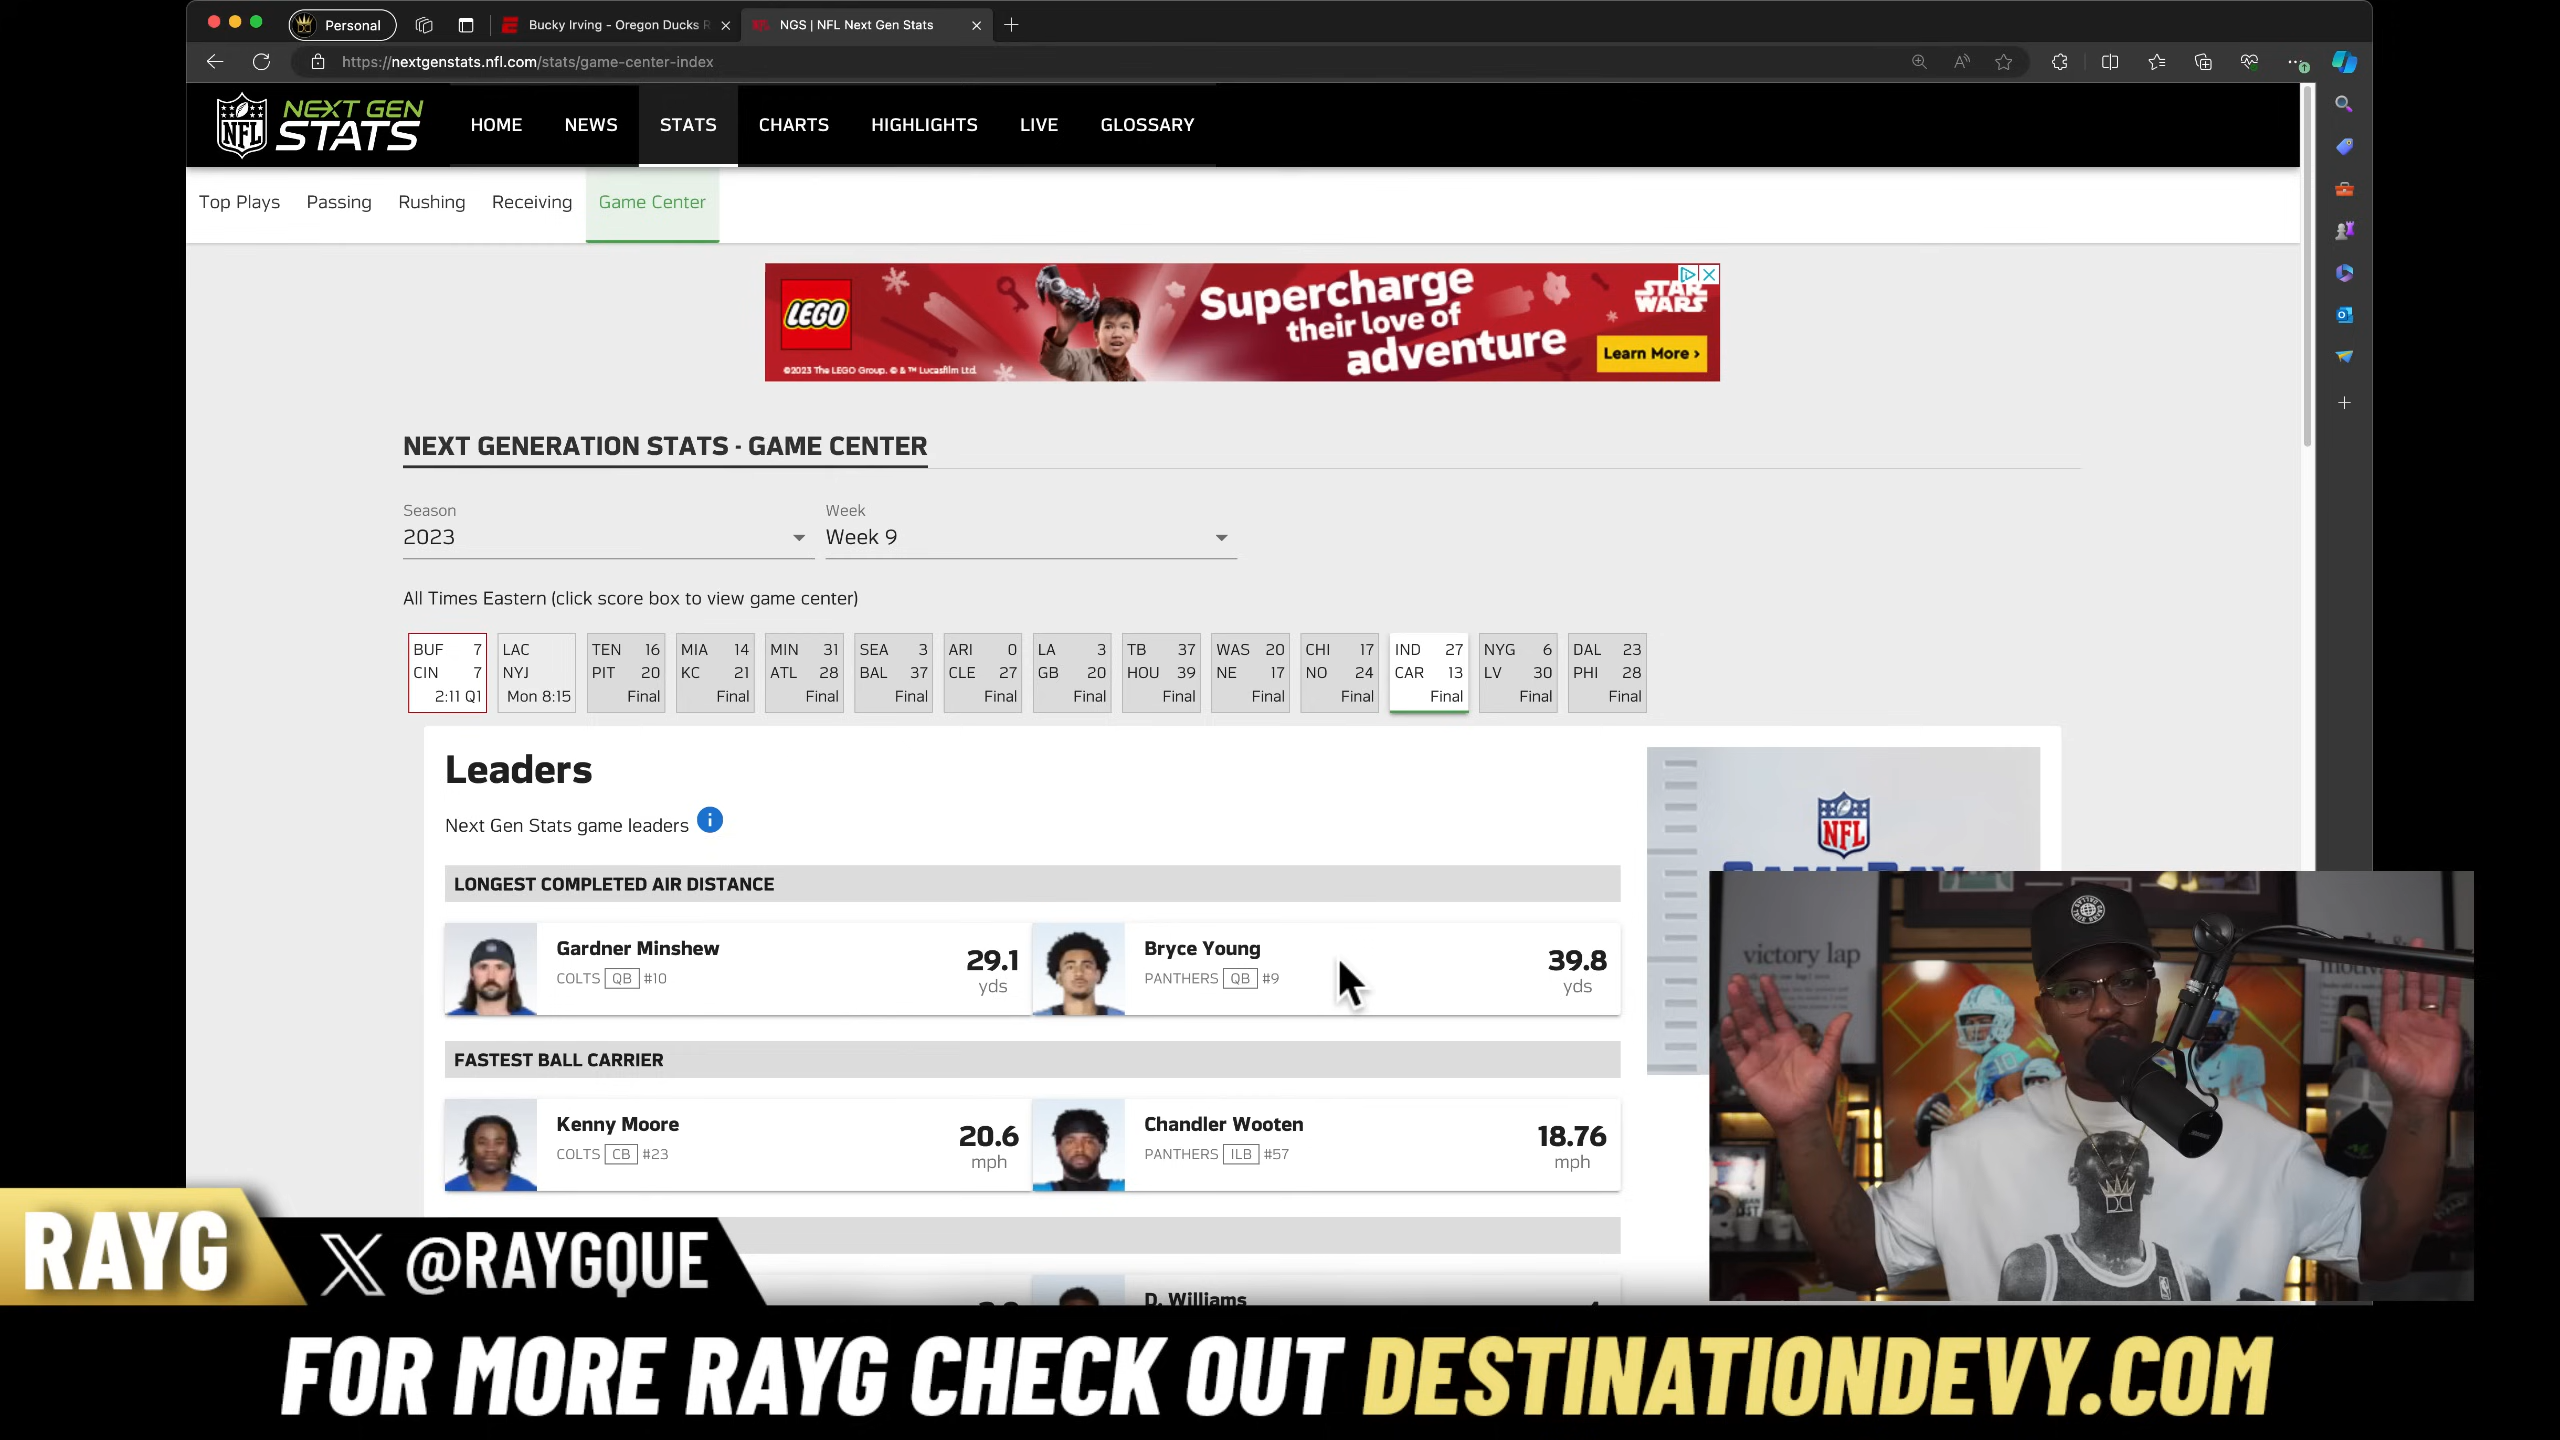 Personal
Bucky Irving - Oregon Ducks R
NGS | NFL Next Gen Stats
https://nextgenstats.nfl.com/stats/game-center-index
NFL
NEXT GEN
STATS
HOME NEWS STATS CHARTS HIGHLIGHTS LIVE GLOSSARY
Top Plays Passing Rushing Receiving Game Center
LEGO
©2023 The LEGO Group. © & ™ Lucasfilm Ltd.
Supercharge
their love of
adventure
STAR
WARS
Learn More ›
NEXT GENERATION STATS - GAME CENTER
Season
2023
Week
Week 9
All Times Eastern (click score box to view game center)
BUF 7
CIN 7
2:11 Q1
LAC
NYJ
Mon 8:15
TEN 16
PIT 20
Final
MIA 14
KC 21
Final
MIN 31
ATL 28
Final
SEA 3
BAL 37
Final
ARI 0
CLE 27
Final
LA 3
GB 20
Final
TB 37
HOU 39
Final
WAS 20
NE 17
Final
CHI 17
NO 24
Final
IND 27
CAR 13
Final
NYG 6
LV 30
Final
DAL 23
PHI 28
Final
Leaders
Next Gen Stats game leaders
LONGEST COMPLETED AIR DISTANCE
Gardner Minshew
COLTS QB #10
29.1
yds
Bryce Young
PANTHERS QB #9
39.8
yds
FASTEST BALL CARRIER
Kenny Moore
COLTS CB #23
20.6
mph
Chandler Wooten
PANTHERS ILB #57
18.76
mph
D. Williams
NFL
victory lap
RAYG
X @RAYGQUE
FOR MORE RAYG CHECK OUT DESTINATIONDEVY.COM